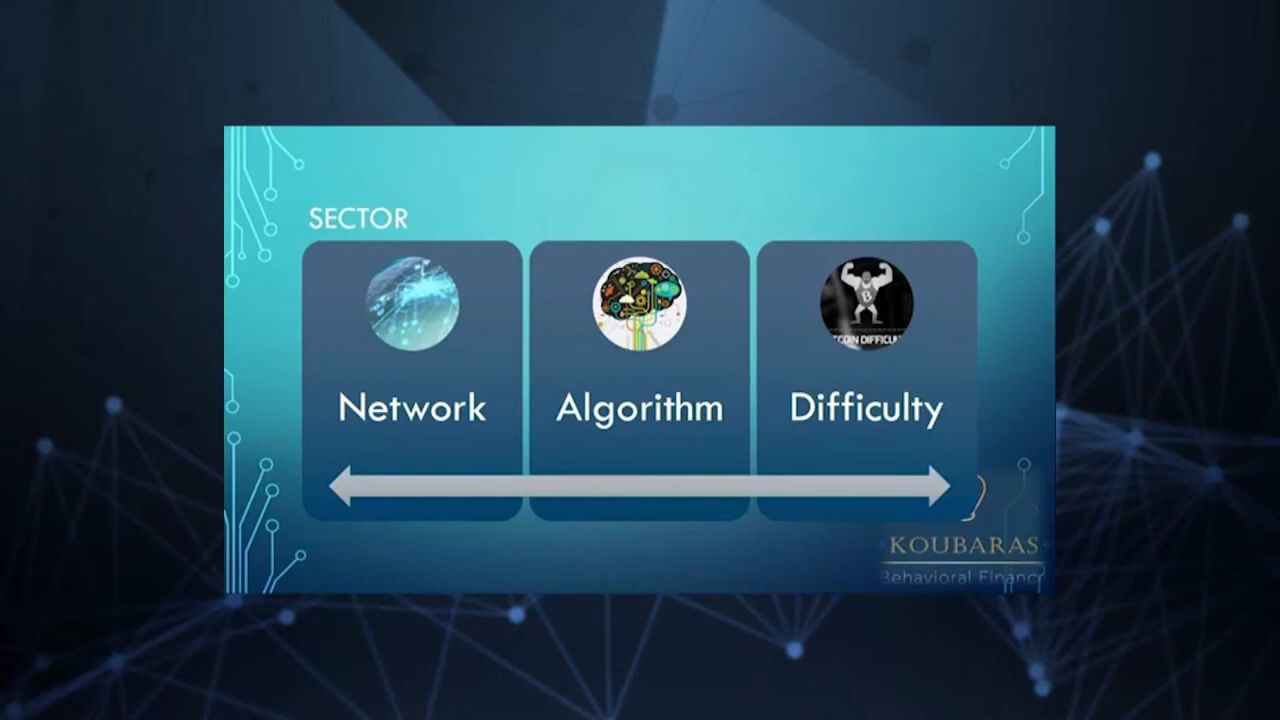 SECTOR
Network
Algorithm
Difficulty
KOUBARAS
Behavioral Finance